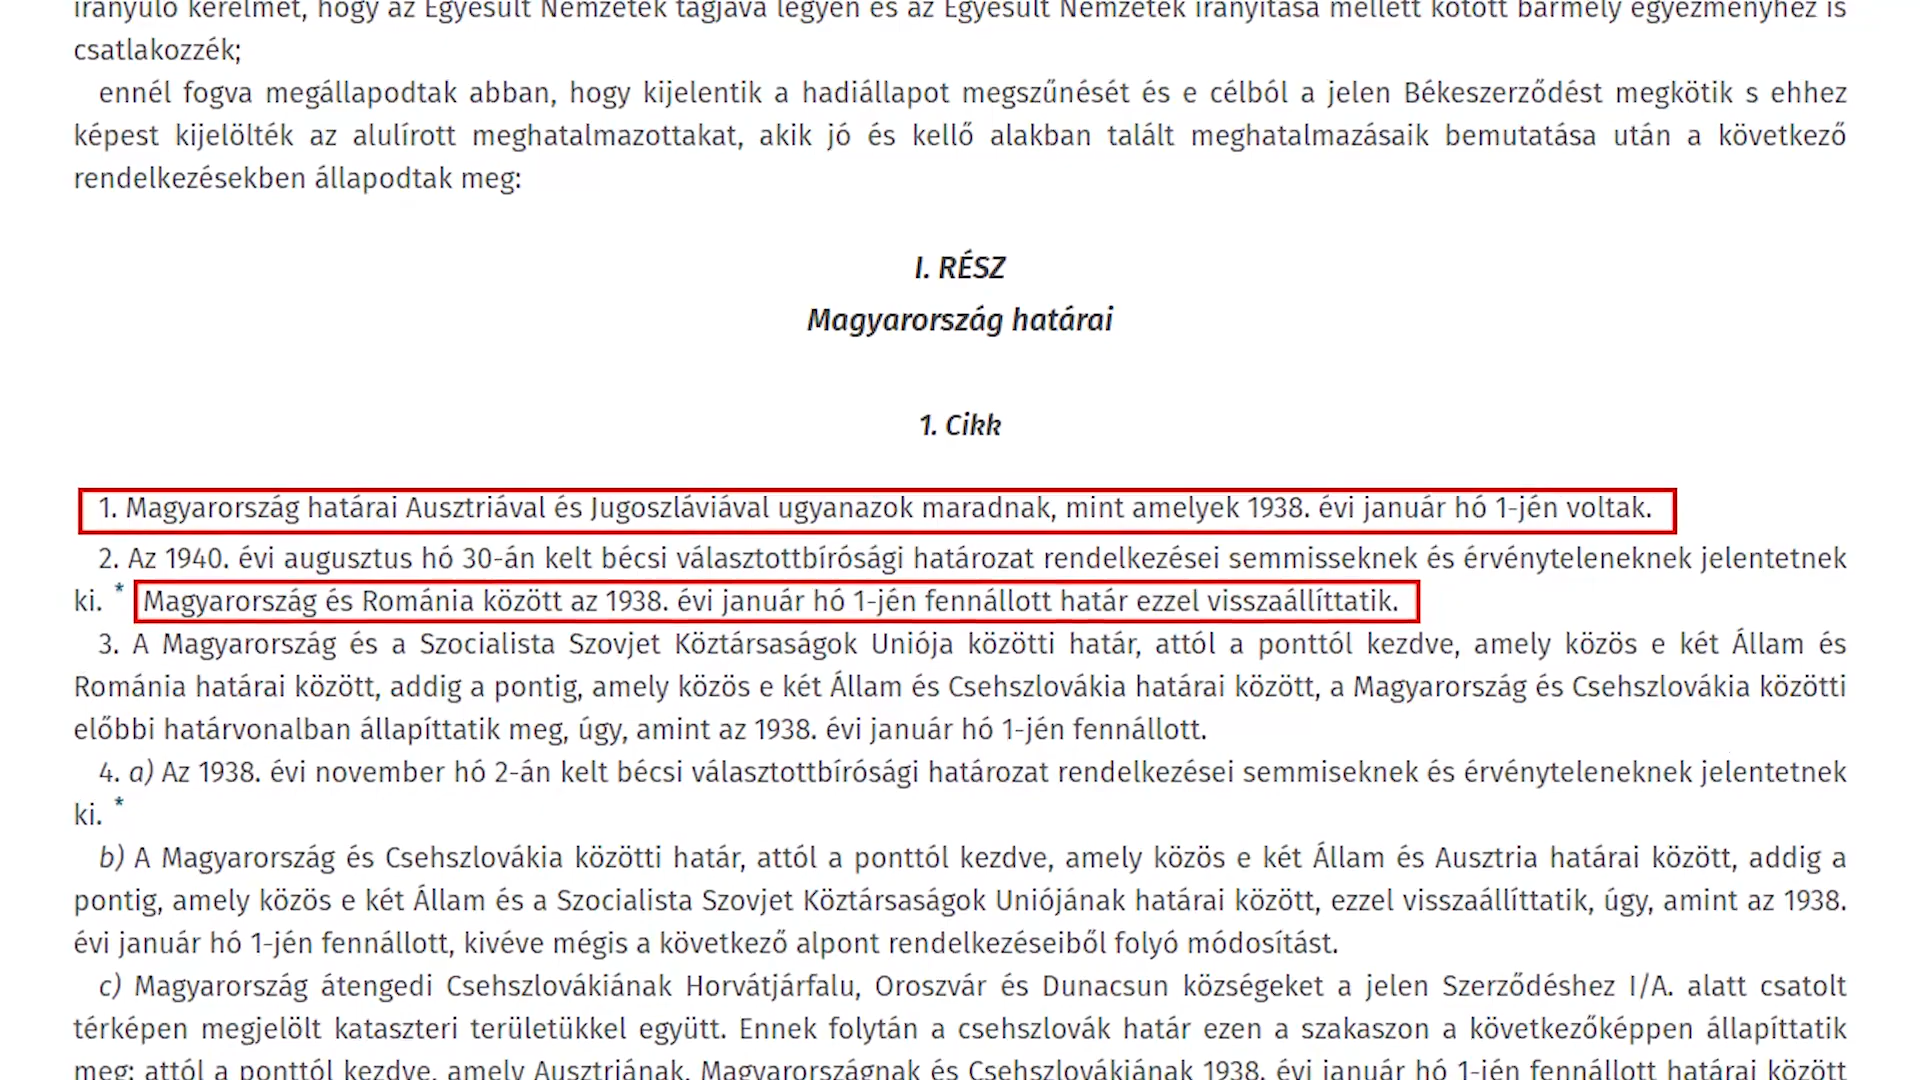 irányuló kérelmét, hogy az Egyesült Nemzetek tagjává legyen és az Egyesült Nemzetek irányítása mellett kötött bármely egyezményhez is
csatlakozzék;
ennél fogva megállapodtak abban, hogy kijelentik a hadiállapot megszűnését és e célból a jelen Békeszerződést megkötik s ehhez
képest kijelölték az alulírott meghatalmazottakat, akik jó és kellő alakban talált meghatalmazásaik bemutatása után a következő
rendelkezésekben állapodtak meg:
I. RÉSZ
Magyarország határai
1. Cikk
1. Magyarország határai Ausztriával és Jugoszláviával ugyanazok maradnak, mint amelyek 1938. évi január hó 1-jén voltak.
2. Az 1940. évi augusztus hó 30-án kelt bécsi választottbírósági határozat rendelkezései semmisseknek és érvényteleneknek jelentetnek
ki. * Magyarország és Románia között az 1938. évi január hó 1-jén fennállott határ ezzel visszaállíttatik.
3. A Magyarország és a Szocialista Szovjet Köztársaságok Uniója közötti határ, attól a ponttól kezdve, amely közös e két Állam és
Románia határai között, addig a pontig, amely közös e két Állam és Csehszlovákia határai között, a Magyarország és Csehszlovákia közötti
előbbi határvonalban állapíttatik meg, úgy, amint az 1938. évi január hó 1-jén fennállott.
4. a) Az 1938. évi november hó 2-án kelt bécsi választottbírósági határozat rendelkezései semmiseknek és érvényteleneknek jelentetnek
ki. *
b) A Magyarország és Csehszlovákia közötti határ, attól a ponttól kezdve, amely közös e két Állam és Ausztria határai között, addig a
pontig, amely közös e két Állam és a Szocialista Szovjet Köztársaságok Uniójának határai között, ezzel visszaállíttatik, úgy, amint az 1938.
évi január hó 1-jén fennállott, kivéve mégis a következő alpont rendelkezéseiből folyó módosítást.
c) Magyarország átengedi Csehszlovákiának Horvátjárfalu, Oroszvár és Dunacsun községeket a jelen Szerződéshez I/A. alatt csatolt
térképen megjelölt kataszteri területükkel együtt. Ennek folytán a csehszlovák határ ezen a szakaszon a következőképpen állapíttatik
meg: attól a ponttól kezdve, amely Ausztriának, Magyarországnak és Csehszlovákiának 1938. évi január hó 1-jén fennállott határai között